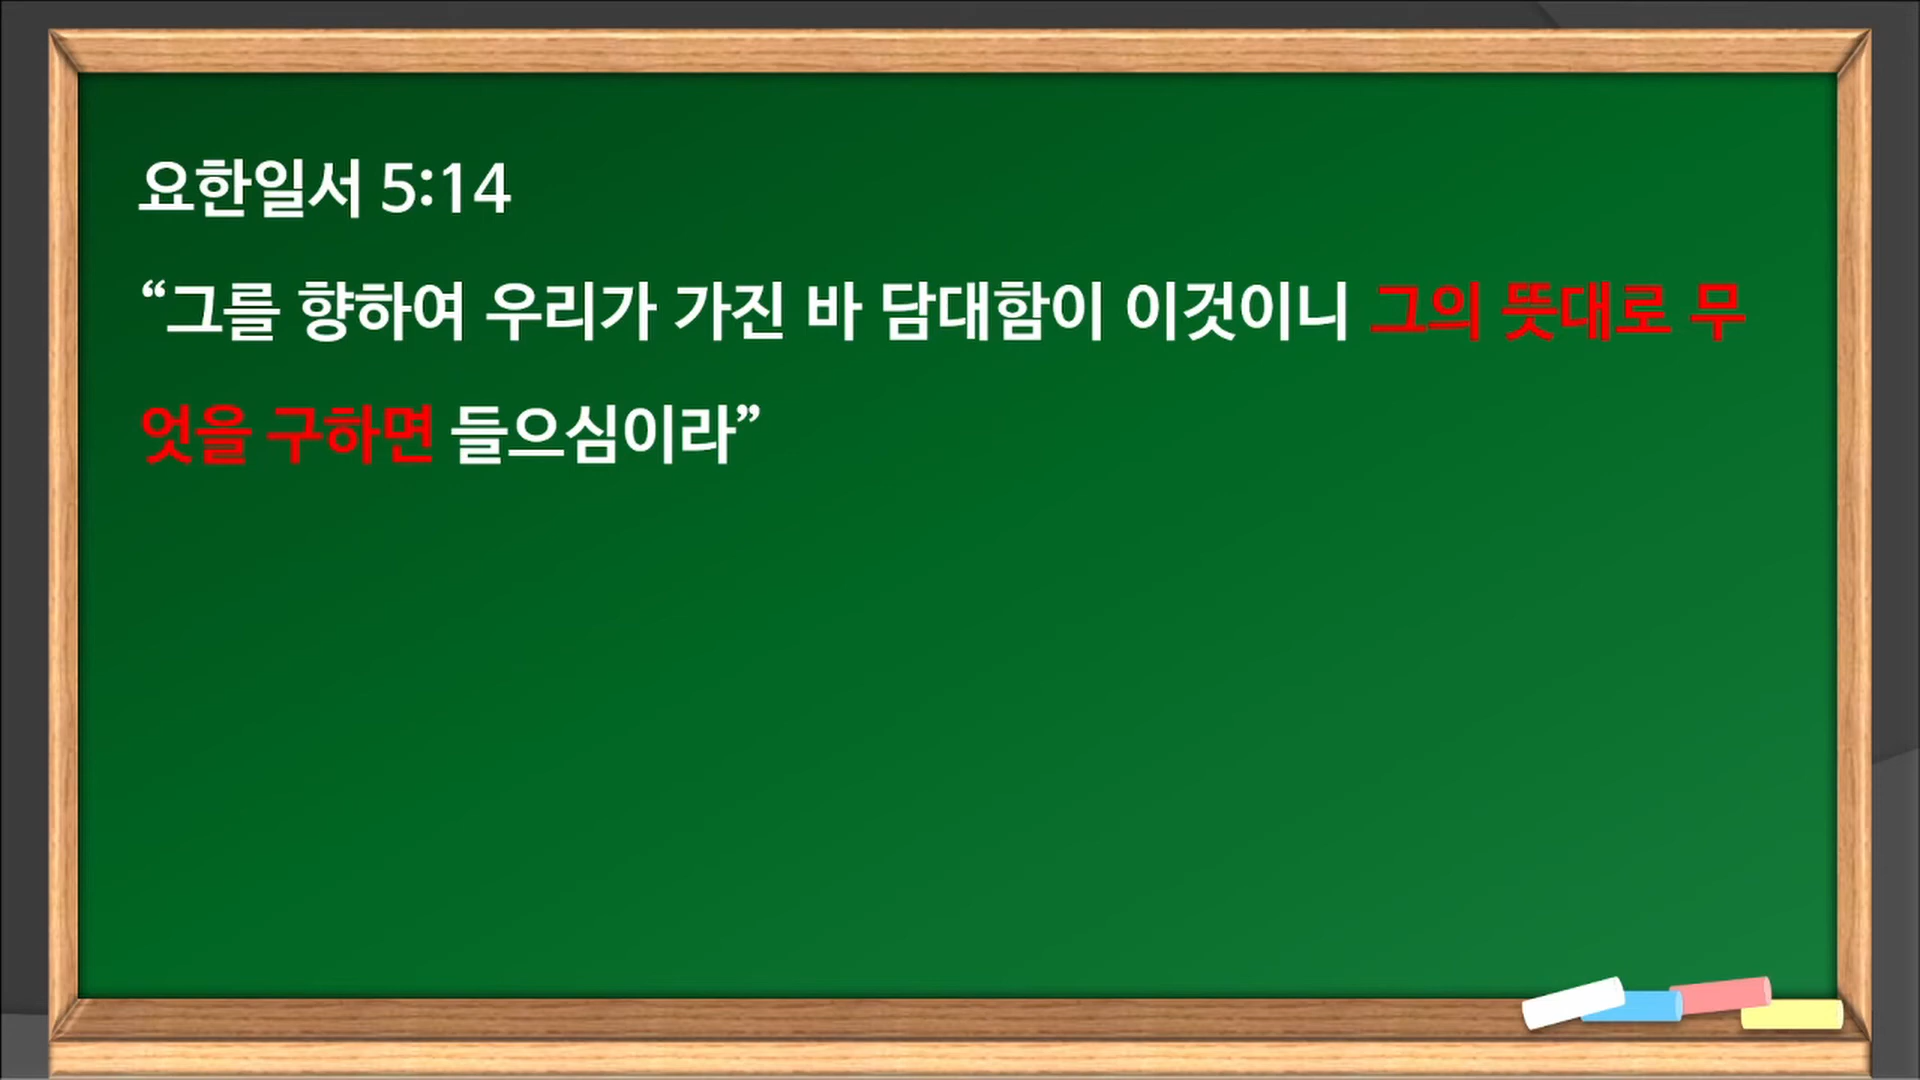 요한일서 5:14
“그를 향하여 우리가 가진 바 담대함이 이것이니 그의 뜻대로 무
엇을 구하면 들으심이라”